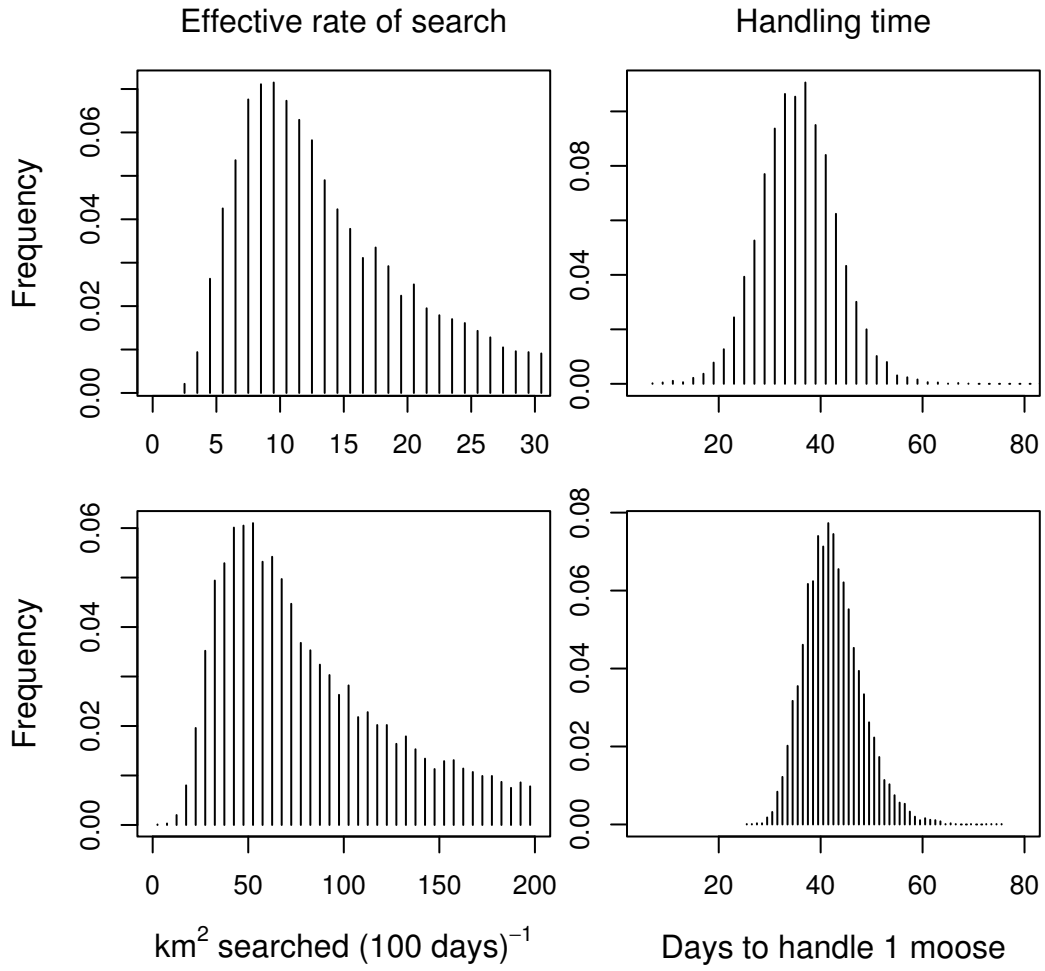 Effective rate of search
Handling time
Frequency
0.00 0.02 0.04 0.06
0 5 10 15 20 25 30
0.00 0.04 0.08
20 40 60 80
Frequency
0.00 0.02 0.04 0.06
0 50 100 150 200
0.00 0.02 0.04 0.06 0.08
20 40 60 80
km² searched (100 days)⁻¹
Days to handle 1 moose